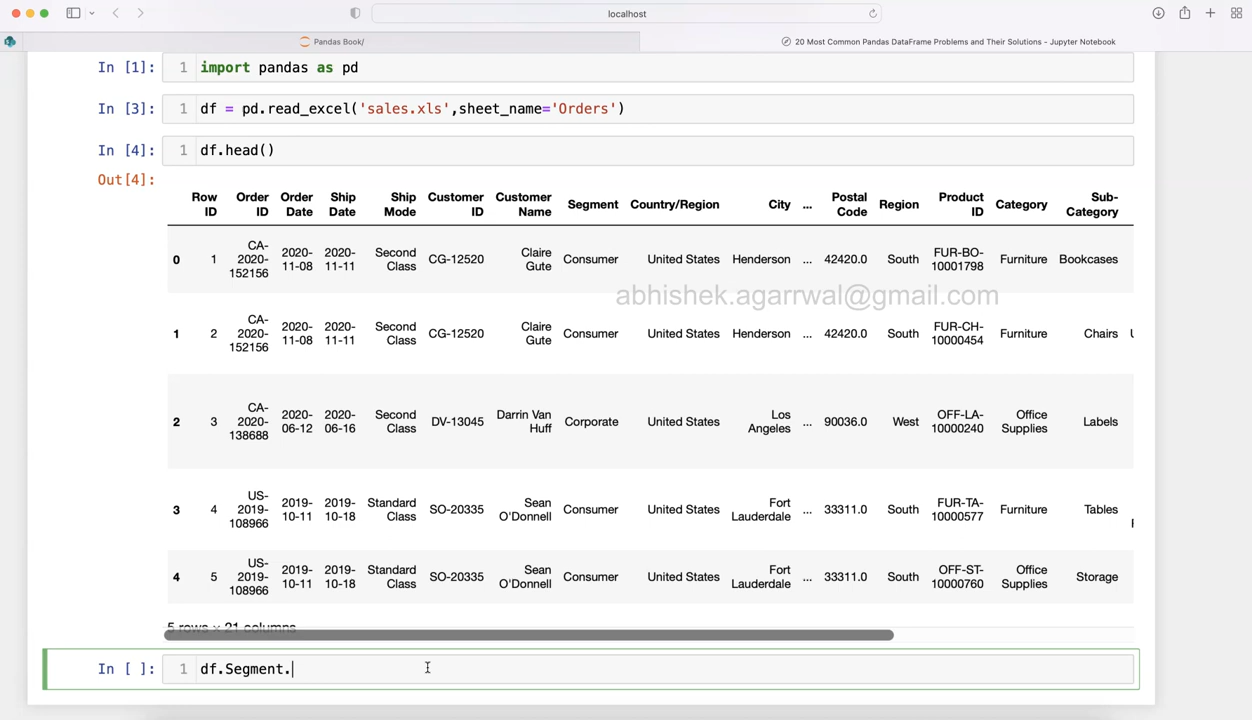 localhost
Pandas Book/
20 Most Common Pandas DataFrame Problems and Their Solutions - Jupyter Notebook
In [1]: 1 import pandas as pd
In [3]: 1 df = pd.read_excel('sales.xls',sheet_name='Orders')
In [4]: 1 df.head()
Out[4]:
Row Order Order Ship Ship Customer Customer Segment Country/Region City ... Postal Region Product Category Sub-
ID ID Date Date Mode ID Name Code ID Category
CA-
0 1 2020- 2020- 2020- Second CG-12520 Claire Consumer United States Henderson ... 42420.0 South FUR-BO- Furniture Bookcases
152156 11-08 11-11 Class Gute 10001798
abhishek.agarrwal@gmail.com
CA-
1 2 2020- 2020- 2020- Second CG-12520 Claire Consumer United States Henderson ... 42420.0 South FUR-CH- Furniture Chairs
152156 11-08 11-11 Class Gute 10000454
CA-
2 3 2020- 2020- 2020- Second DV-13045 Darrin Van Corporate United States Los ... 90036.0 West OFF-LA- Office Labels
138688 06-12 06-16 Class Huff Angeles 10000240 Supplies
US-
3 4 2019- 2019- 2019- Standard SO-20335 Sean Consumer United States Fort ... 33311.0 South FUR-TA- Furniture Tables
108966 10-11 10-18 Class O'Donnell Lauderdale 10000577
US-
4 5 2019- 2019- 2019- Standard SO-20335 Sean Consumer United States Fort ... 33311.0 South OFF-ST- Office Storage
108966 10-11 10-18 Class O'Donnell Lauderdale 10000760 Supplies
5 rows × 21 columns
In [ ]: 1 df.Segment.